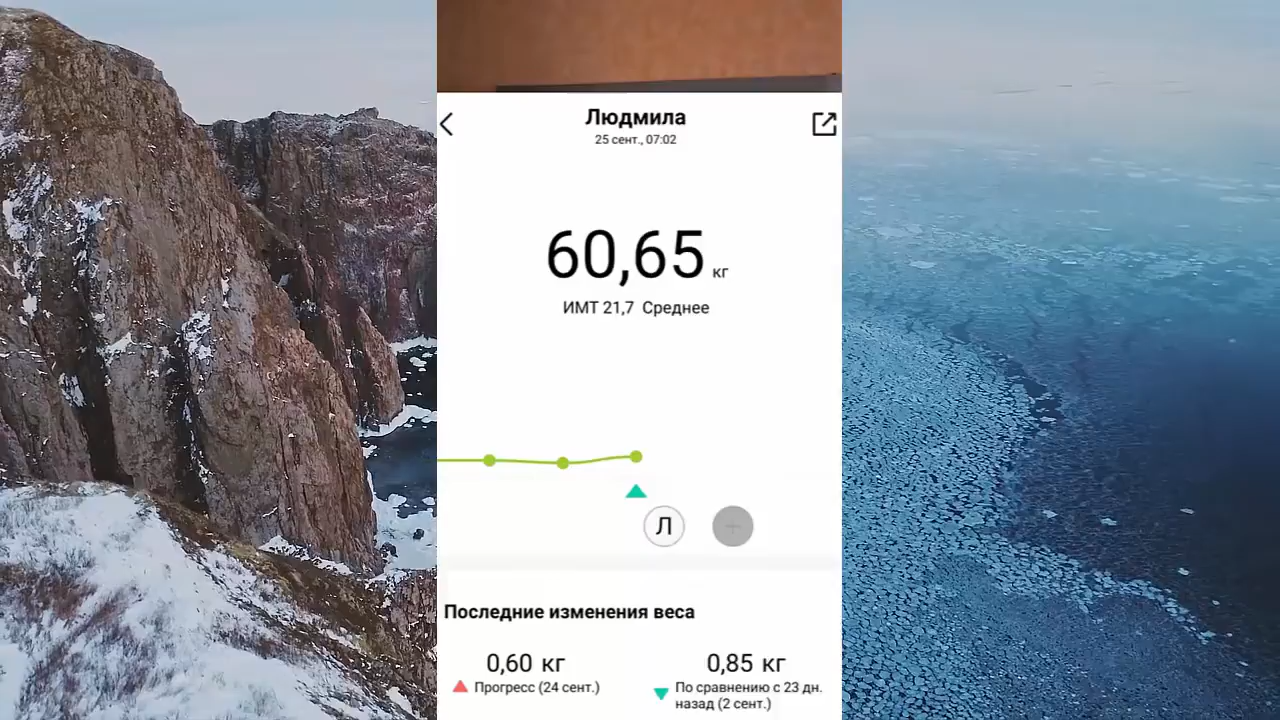 Людмила
25 сент., 07:02
60,65 кг
ИМТ 21,7 Среднее
Л
Последние изменения веса
0,60 кг
Прогресс (24 сент.)
0,85 кг
По сравнению с 23 дн.
назад (2 сент.)